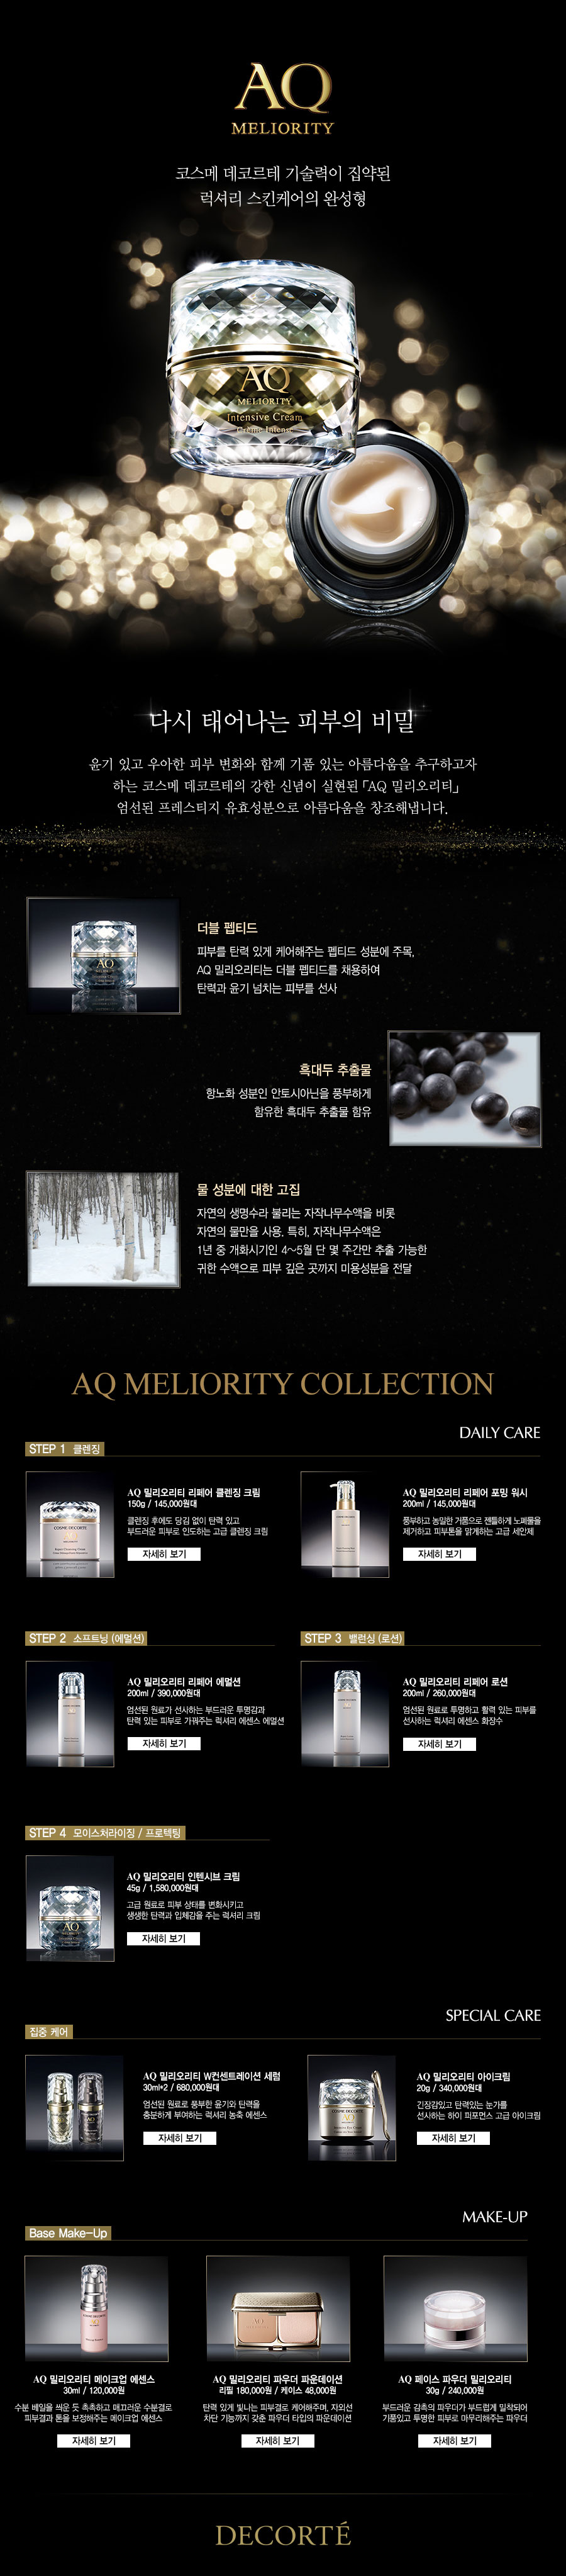 AQ
MELIORITY
코스메 데코르테 기술력이 집약된
럭셔리 스킨케어의 완성형
AQ
MELIORITY
Intensive Cream
Crème Intense
다시 태어나는 피부의 비밀
윤기 있고 우아한 피부 변화와 함께 기품 있는 아름다움을 추구하고자
하는 코스메 데코르테의 강한 신념이 실현된 「AQ 밀리오리티」
엄선된 프레스티지 유효성분으로 아름다움을 창조해냅니다.
더블 펩티드
피부를 탄력 있게 케어해주는 펩티드 성분에 주목,
AQ 밀리오리티는 더블 펩티드를 채용하여
탄력과 윤기 넘치는 피부를 선사
흑대두 추출물
항노화 성분인 안토시아닌을 풍부하게
함유한 흑대두 추출물 함유
물 성분에 대한 고집
자연의 생명수라 불리는 자작나무수액을 비롯
자연의 물만을 사용. 특히, 자작나무수액은
1년 중 개화시기인 4~5월 단 몇 주간만 추출 가능한
귀한 수액으로 피부 깊은 곳까지 미용성분을 전달
AQ MELIORITY COLLECTION
DAILY CARE
STEP 1 클렌징
AQ 밀리오리티 리페어 클렌징 크림
150g / 145,000원대
클렌징 후에도 당김 없이 탄력 있고
부드러운 피부로 인도하는 고급 클렌징 크림
자세히 보기
AQ 밀리오리티 리페어 포밍 워시
200ml / 145,000원대
풍부하고 농밀한 거품으로 젠틀하게 노폐물을
제거하고 피부톤을 맑게하는 고급 세안제
자세히 보기
STEP 2 소프트닝 (에멀션)
AQ 밀리오리티 리페어 에멀션
200ml / 390,000원대
엄선된 원료가 선사하는 부드러운 투명감과
탄력 있는 피부로 가꿔주는 럭셔리 에센스 에멀션
자세히 보기
STEP 3 밸런싱 (로션)
AQ 밀리오리티 리페어 로션
200ml / 260,000원대
엄선된 원료로 투명하고 활력 있는 피부를
선사하는 럭셔리 에센스 화장수
자세히 보기
STEP 4 모이스처라이징 / 프로텍팅
AQ 밀리오리티 인텐시브 크림
45g / 1,580,000원대
고급 원료로 피부 상태를 변화시키고
생생한 탄력과 입체감을 주는 럭셔리 크림
자세히 보기
SPECIAL CARE
집중 케어
AQ 밀리오리티 W컨센트레이션 세럼
30ml*2 / 680,000원대
엄선된 원료로 풍부한 윤기와 탄력을
충분하게 부여하는 럭셔리 농축 에센스
자세히 보기
AQ 밀리오리티 아이크림
20g / 340,000원대
긴장감있고 탄력있는 눈가를
선사하는 하이 퍼포먼스 고급 아이크림
자세히 보기
MAKE-UP
Base Make-Up
AQ 밀리오리티 메이크업 에센스
30ml / 120,000원
수분 베일을 씌운 듯 촉촉하고 매끄러운 수분결로
피부결과 톤을 보정해주는 메이크업 에센스
자세히 보기
AQ 밀리오리티 파우더 파운데이션
리필 180,000원 / 케이스 48,000원
탄력 있게 빛나는 피부결로 케어해주며, 자외선
차단 기능까지 갖춘 파우더 타입의 파운데이션
자세히 보기
AQ 페이스 파우더 밀리오리티
30g / 240,000원
부드러운 감촉의 파우더가 부드럽게 밀착되어
기품있고 투명한 피부로 마무리해주는 파우더
자세히 보기
DECORTÉ